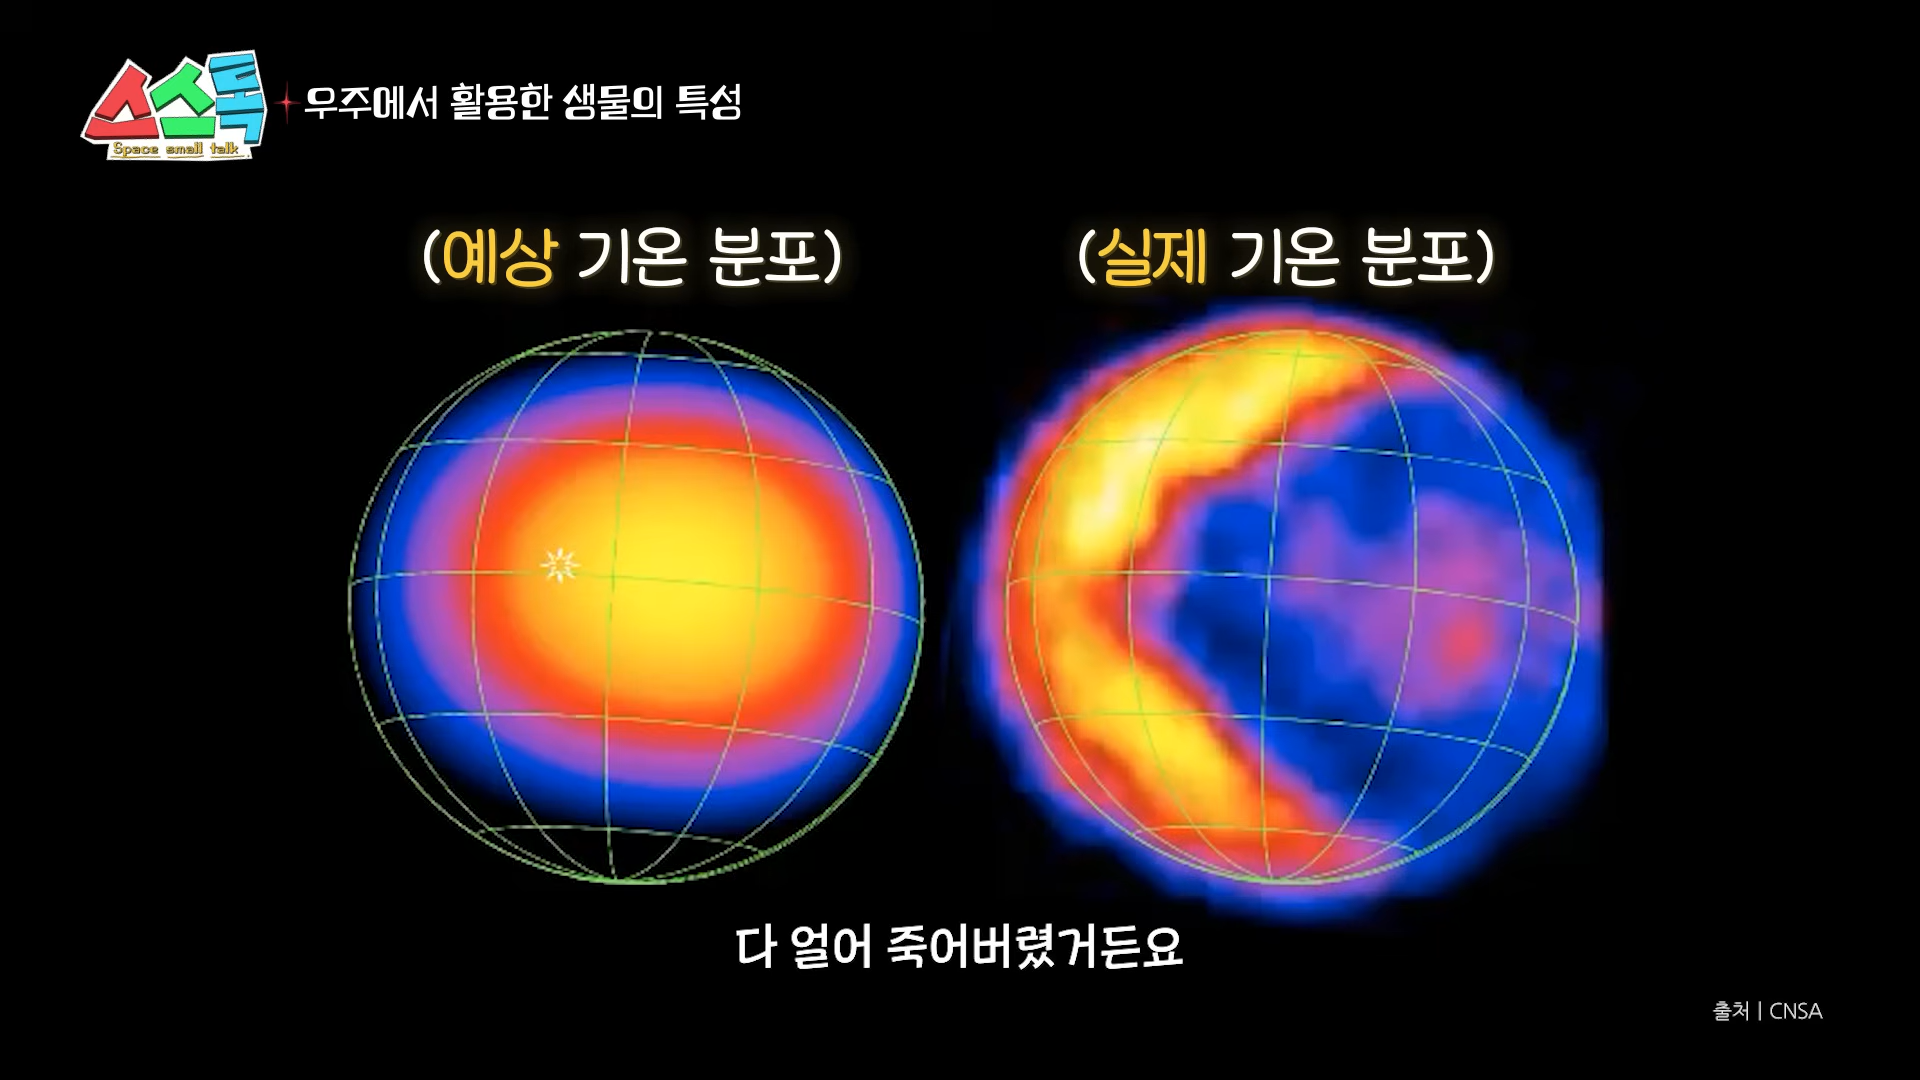 스스톡
Space small talk
우주에서 활용한 생물의 특성
(예상 기온 분포)
(실제 기온 분포)
다 얼어 죽어버렸거든요
출처 | CNSA